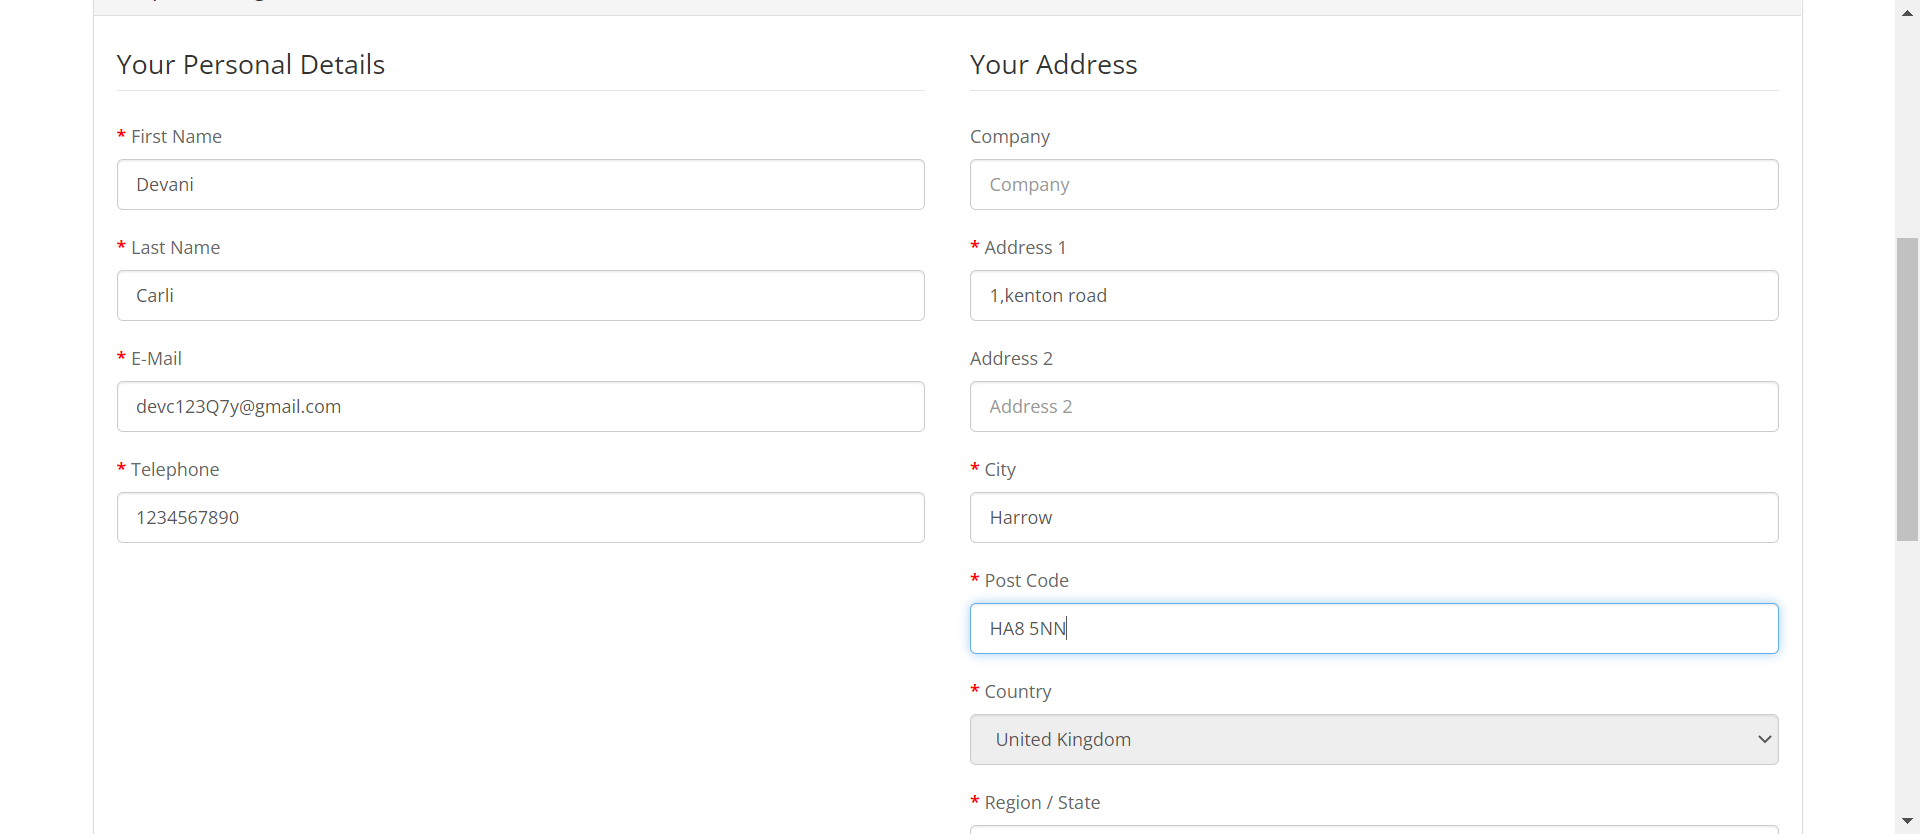 Your Personal Details
* First Name
Devani
* Last Name
Carli
* E-Mail
devc123Q7y@gmail.com
* Telephone
1234567890
Your Address
Company
Company
* Address 1
1,kenton road
Address 2
Address 2
* City
Harrow
* Post Code
HA8 5NN
* Country
United Kingdom
* Region / State